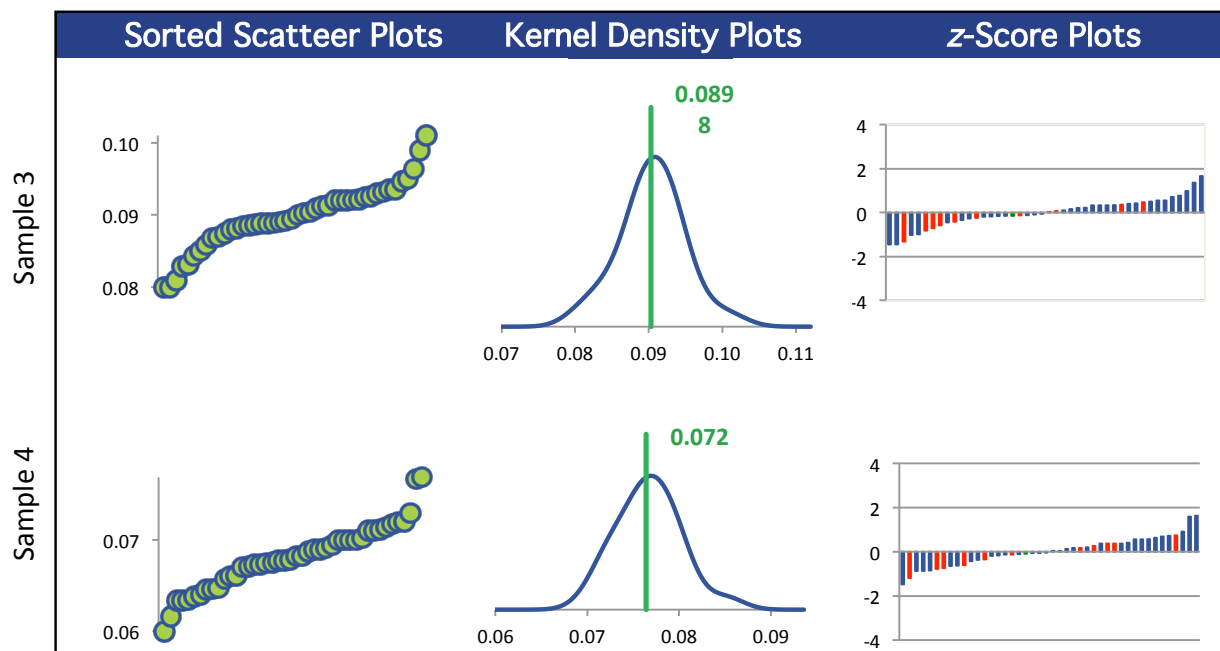 Sorted Scatteer Plots
Kernel Density Plots
z-Score Plots
Sample 3
0.10
0.09
0.08
0.089
8
0.07 0.08 0.09 0.10 0.11
4
2
0
-2
-4
Sample 4
0.07
0.06
0.072
0.06 0.07 0.08 0.09
4
2
0
-2
-4